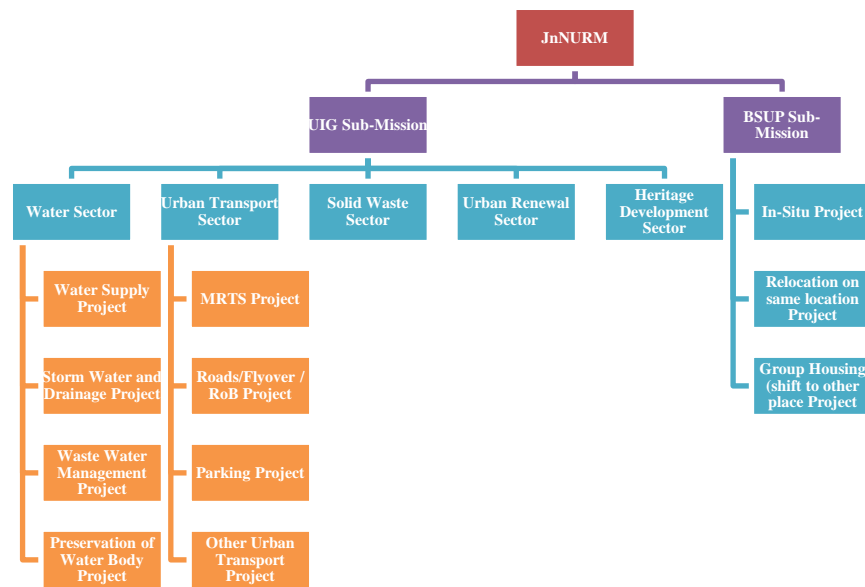 JnNURM
UIG Sub-Mission
BSUP Sub-
Mission
Water Sector
Urban Transport
Sector
Solid Waste
Sector
Urban Renewal
Sector
Heritage
Development
Sector
In-Situ Project
Water Supply
Project
MRTS Project
Relocation on
same location
Project
Storm Water and
Drainage Project
Roads/Flyover /
RoB Project
Group Housing
(shift to other
place Project
Waste Water
Management
Project
Parking Project
Preservation of
Water Body
Project
Other Urban
Transport
Project